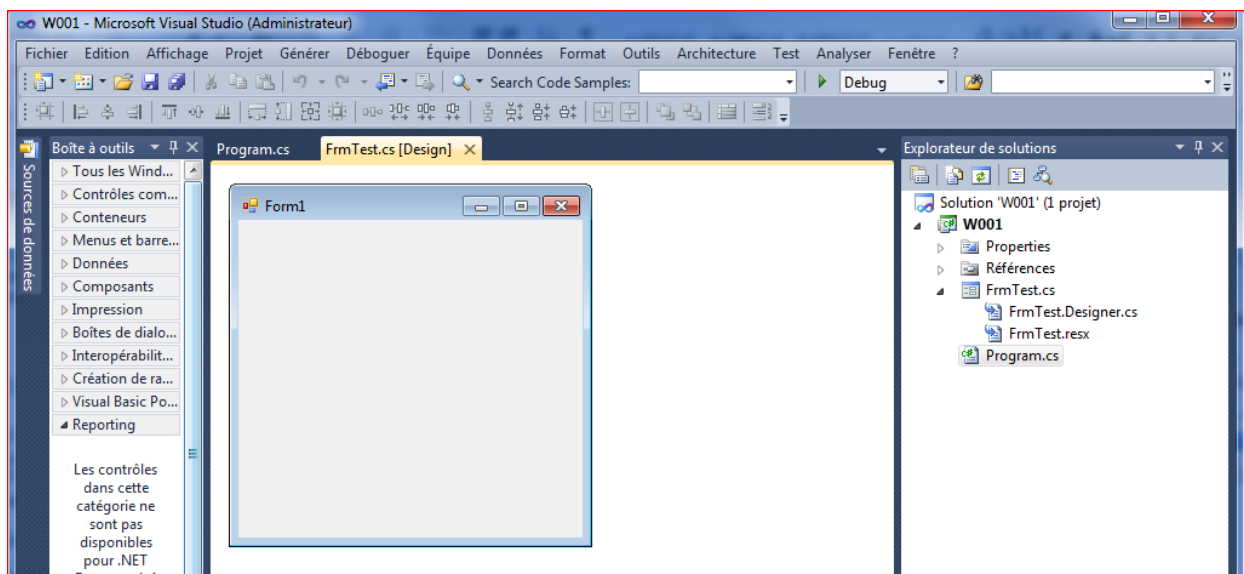 W001 - Microsoft Visual Studio (Administrateur)
Fichier Edition Affichage Projet Générer Déboguer Équipe Données Format Outils Architecture Test Analyser Fenêtre ?
Search Code Samples: Debug
Sources de données
Boîte à outils
Program.cs FrmTest.cs [Design]
Explorateur de solutions
Tous les Wind...
Contrôles com...
Conteneurs
Menus et barre...
Données
Composants
Impression
Boîtes de dialo...
Interopérabilit...
Création de ra...
Visual Basic Po...
Reporting
Les contrôles
dans cette
catégorie ne
sont pas
disponibles
pour .NET
Form1
Solution 'W001' (1 projet)
W001
Properties
Références
FrmTest.cs
FrmTest.Designer.cs
FrmTest.resx
Program.cs